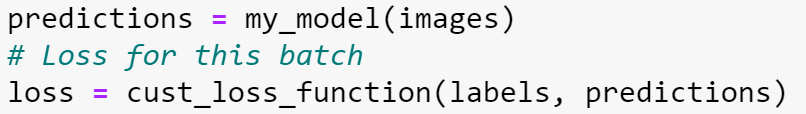 predictions = my_model(images)
# Loss for this batch
loss = cust_loss_function(labels, predictions)